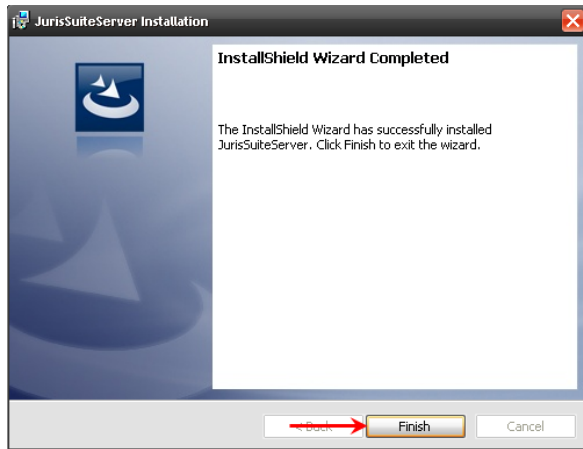 JurisSuiteServer Installation
InstallShield Wizard Completed
The InstallShield Wizard has successfully installed
JurisSuiteServer. Click Finish to exit the wizard.
< Back
Finish
Cancel